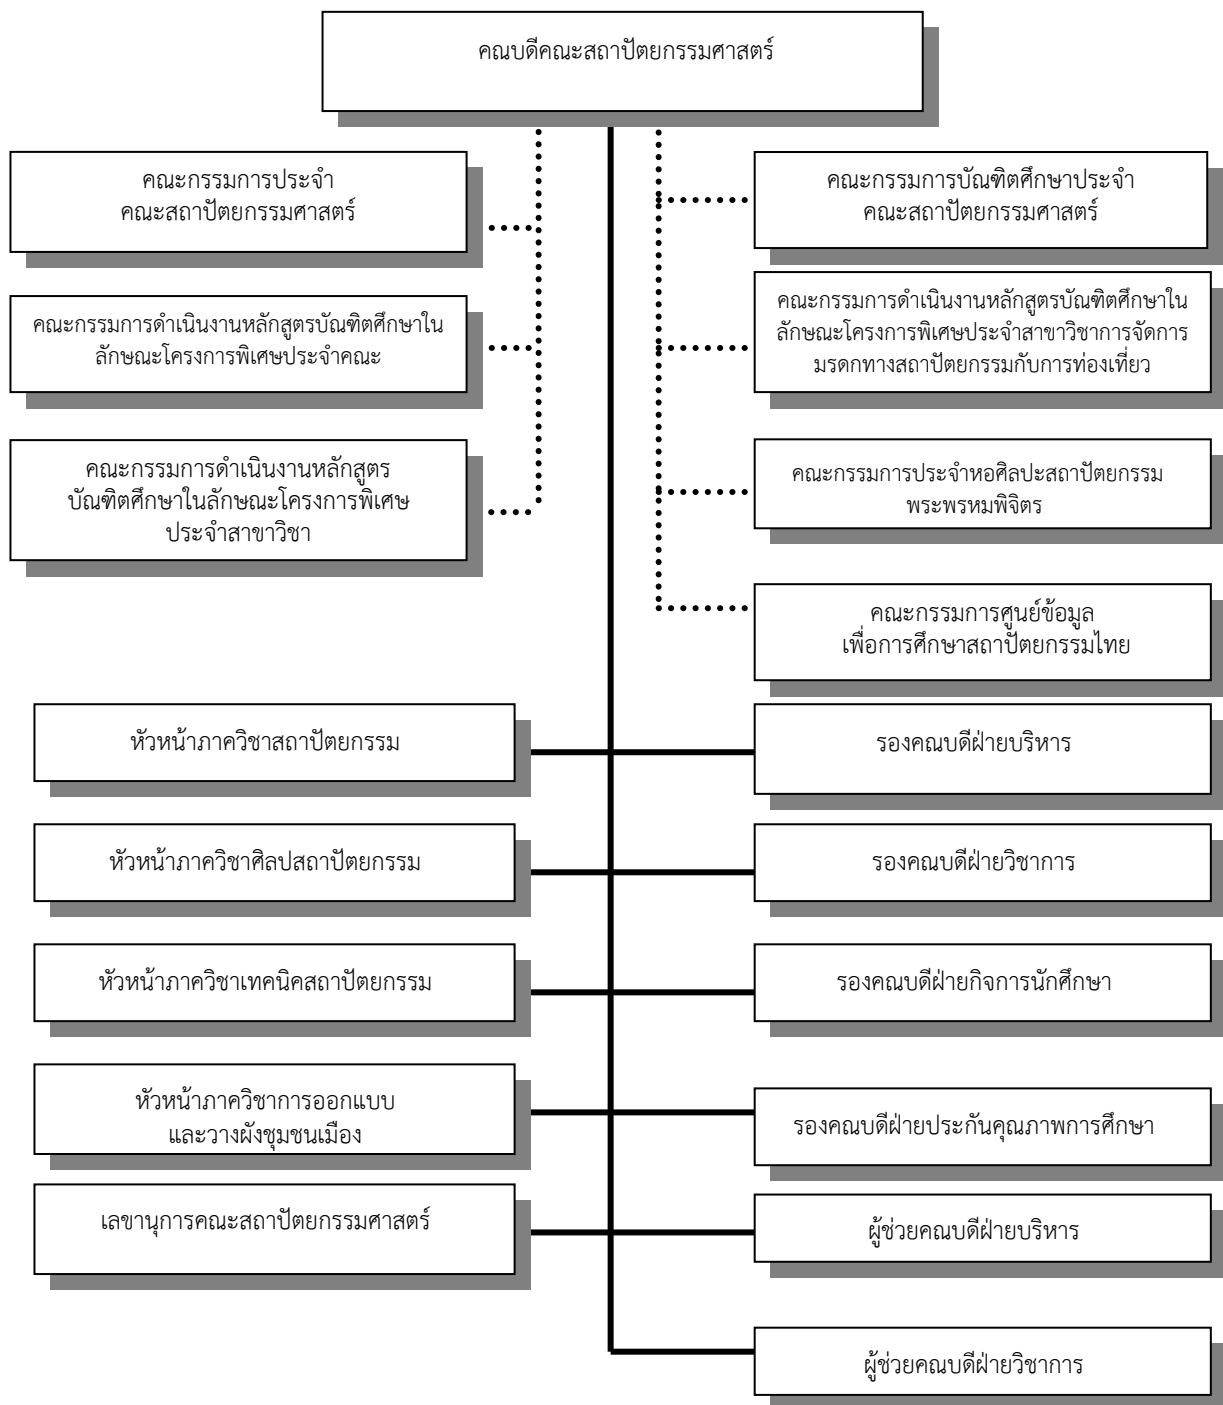 คณบดีคณะสถาปัตยกรรมศาสตร์
คณะกรรมการประจำ
คณะสถาปัตยกรรมศาสตร์
คณะกรรมการบัณฑิตศึกษาประจำ
คณะสถาปัตยกรรมศาสตร์
คณะกรรมการดำเนินงานหลักสูตรบัณฑิตศึกษาใน
ลักษณะโครงการพิเศษประจำคณะ
คณะกรรมการดำเนินงานหลักสูตรบัณฑิตศึกษาใน
ลักษณะโครงการพิเศษประจำสาขาวิชาการจัดการ
มรดกทางสถาปัตยกรรมกับการท่องเที่ยว
คณะกรรมการดำเนินงานหลักสูตร
บัณฑิตศึกษาในลักษณะโครงการพิเศษ
ประจำสาขาวิชา
คณะกรรมการประจำหอศิลปะสถาปัตยกรรม
พระพรหมพิจิตร
คณะกรรมการศูนย์ข้อมูล
เพื่อการศึกษาสถาปัตยกรรมไทย
หัวหน้าภาควิชาสถาปัตยกรรม
รองคณบดีฝ่ายบริหาร
หัวหน้าภาควิชาศิลปสถาปัตยกรรม
รองคณบดีฝ่ายวิชาการ
หัวหน้าภาควิชาเทคนิคสถาปัตยกรรม
รองคณบดีฝ่ายกิจการนักศึกษา
หัวหน้าภาควิชาการออกแบบ
และวางผังชุมชนเมือง
รองคณบดีฝ่ายประกันคุณภาพการศึกษา
เลขานุการคณะสถาปัตยกรรมศาสตร์
ผู้ช่วยคณบดีฝ่ายบริหาร
ผู้ช่วยคณบดีฝ่ายวิชาการ